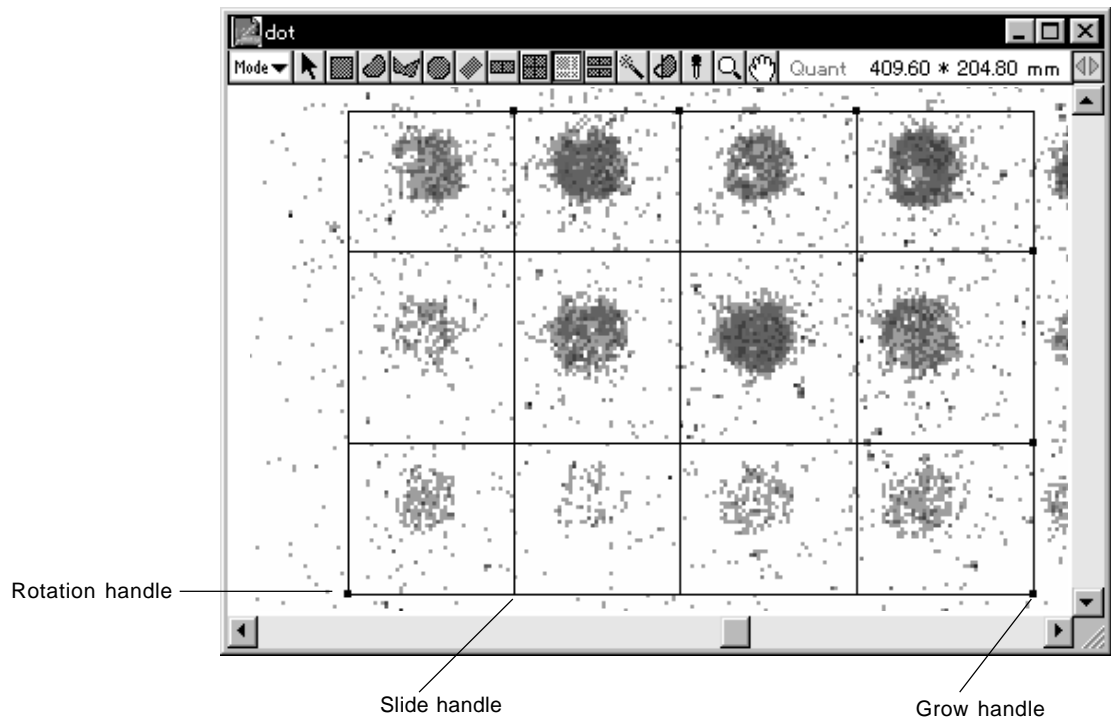 dot
Mode Quant 409.60 * 204.80 mm
Rotation handle
Slide handle
Grow handle